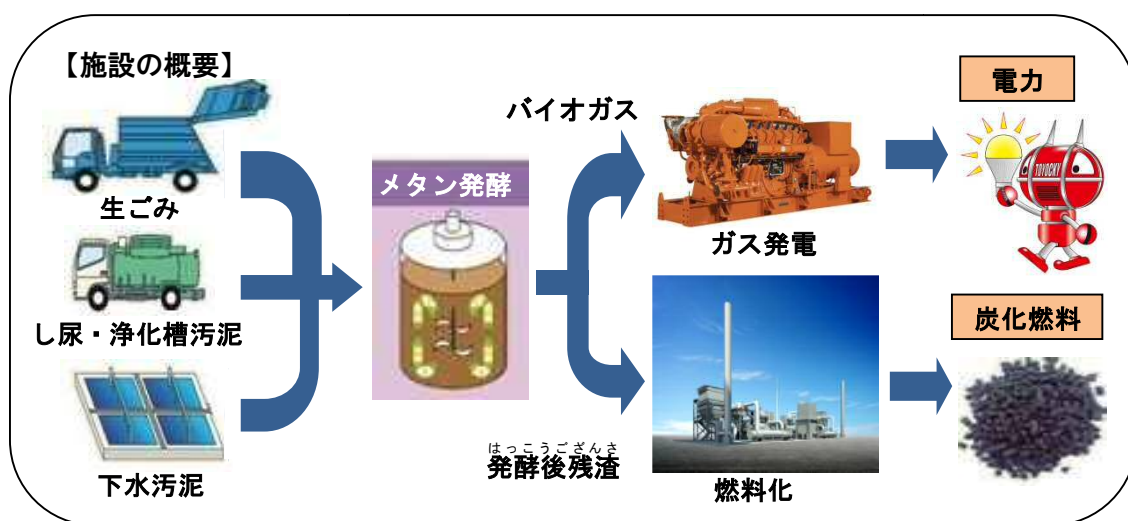 【施設の概要】
生ごみ
し尿・浄化槽汚泥
下水汚泥
メタン発酵
バイオガス
ガス発電
電力
TOYOCKY
はっこうござんさ
発酵後残渣
燃料化
炭化燃料